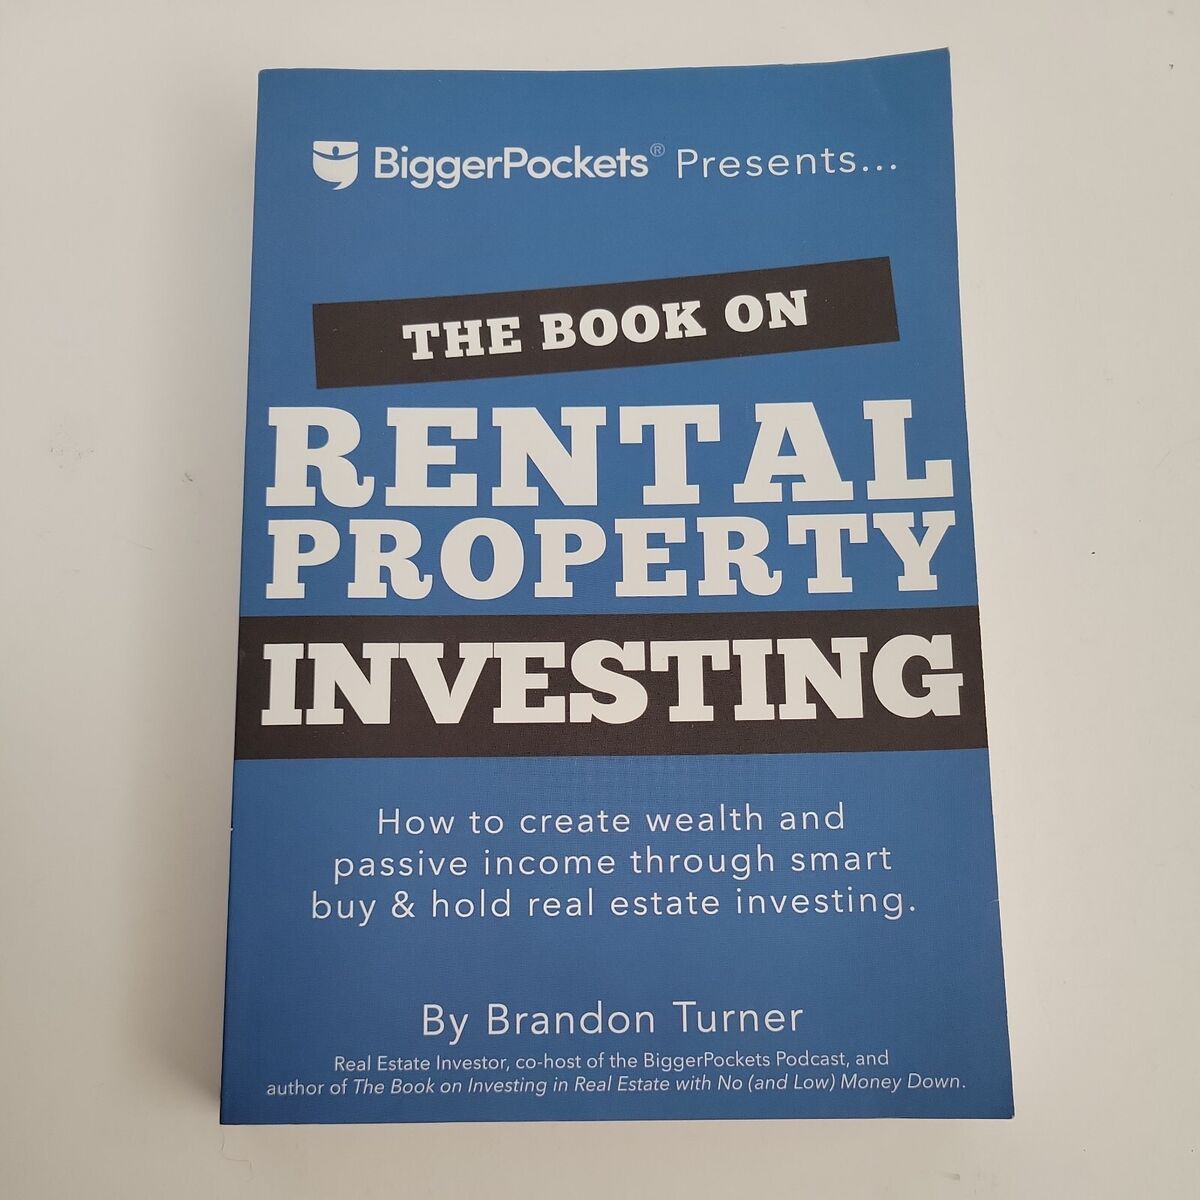 BiggerPockets® Presents...
THE BOOK ON
RENTAL
PROPERTY
INVESTING
How to create wealth and
passive income through smart
buy & hold real estate investing.
By Brandon Turner
Real Estate Investor, co-host of the BiggerPockets Podcast, and
author of The Book on Investing in Real Estate with No (and Low) Money Down.